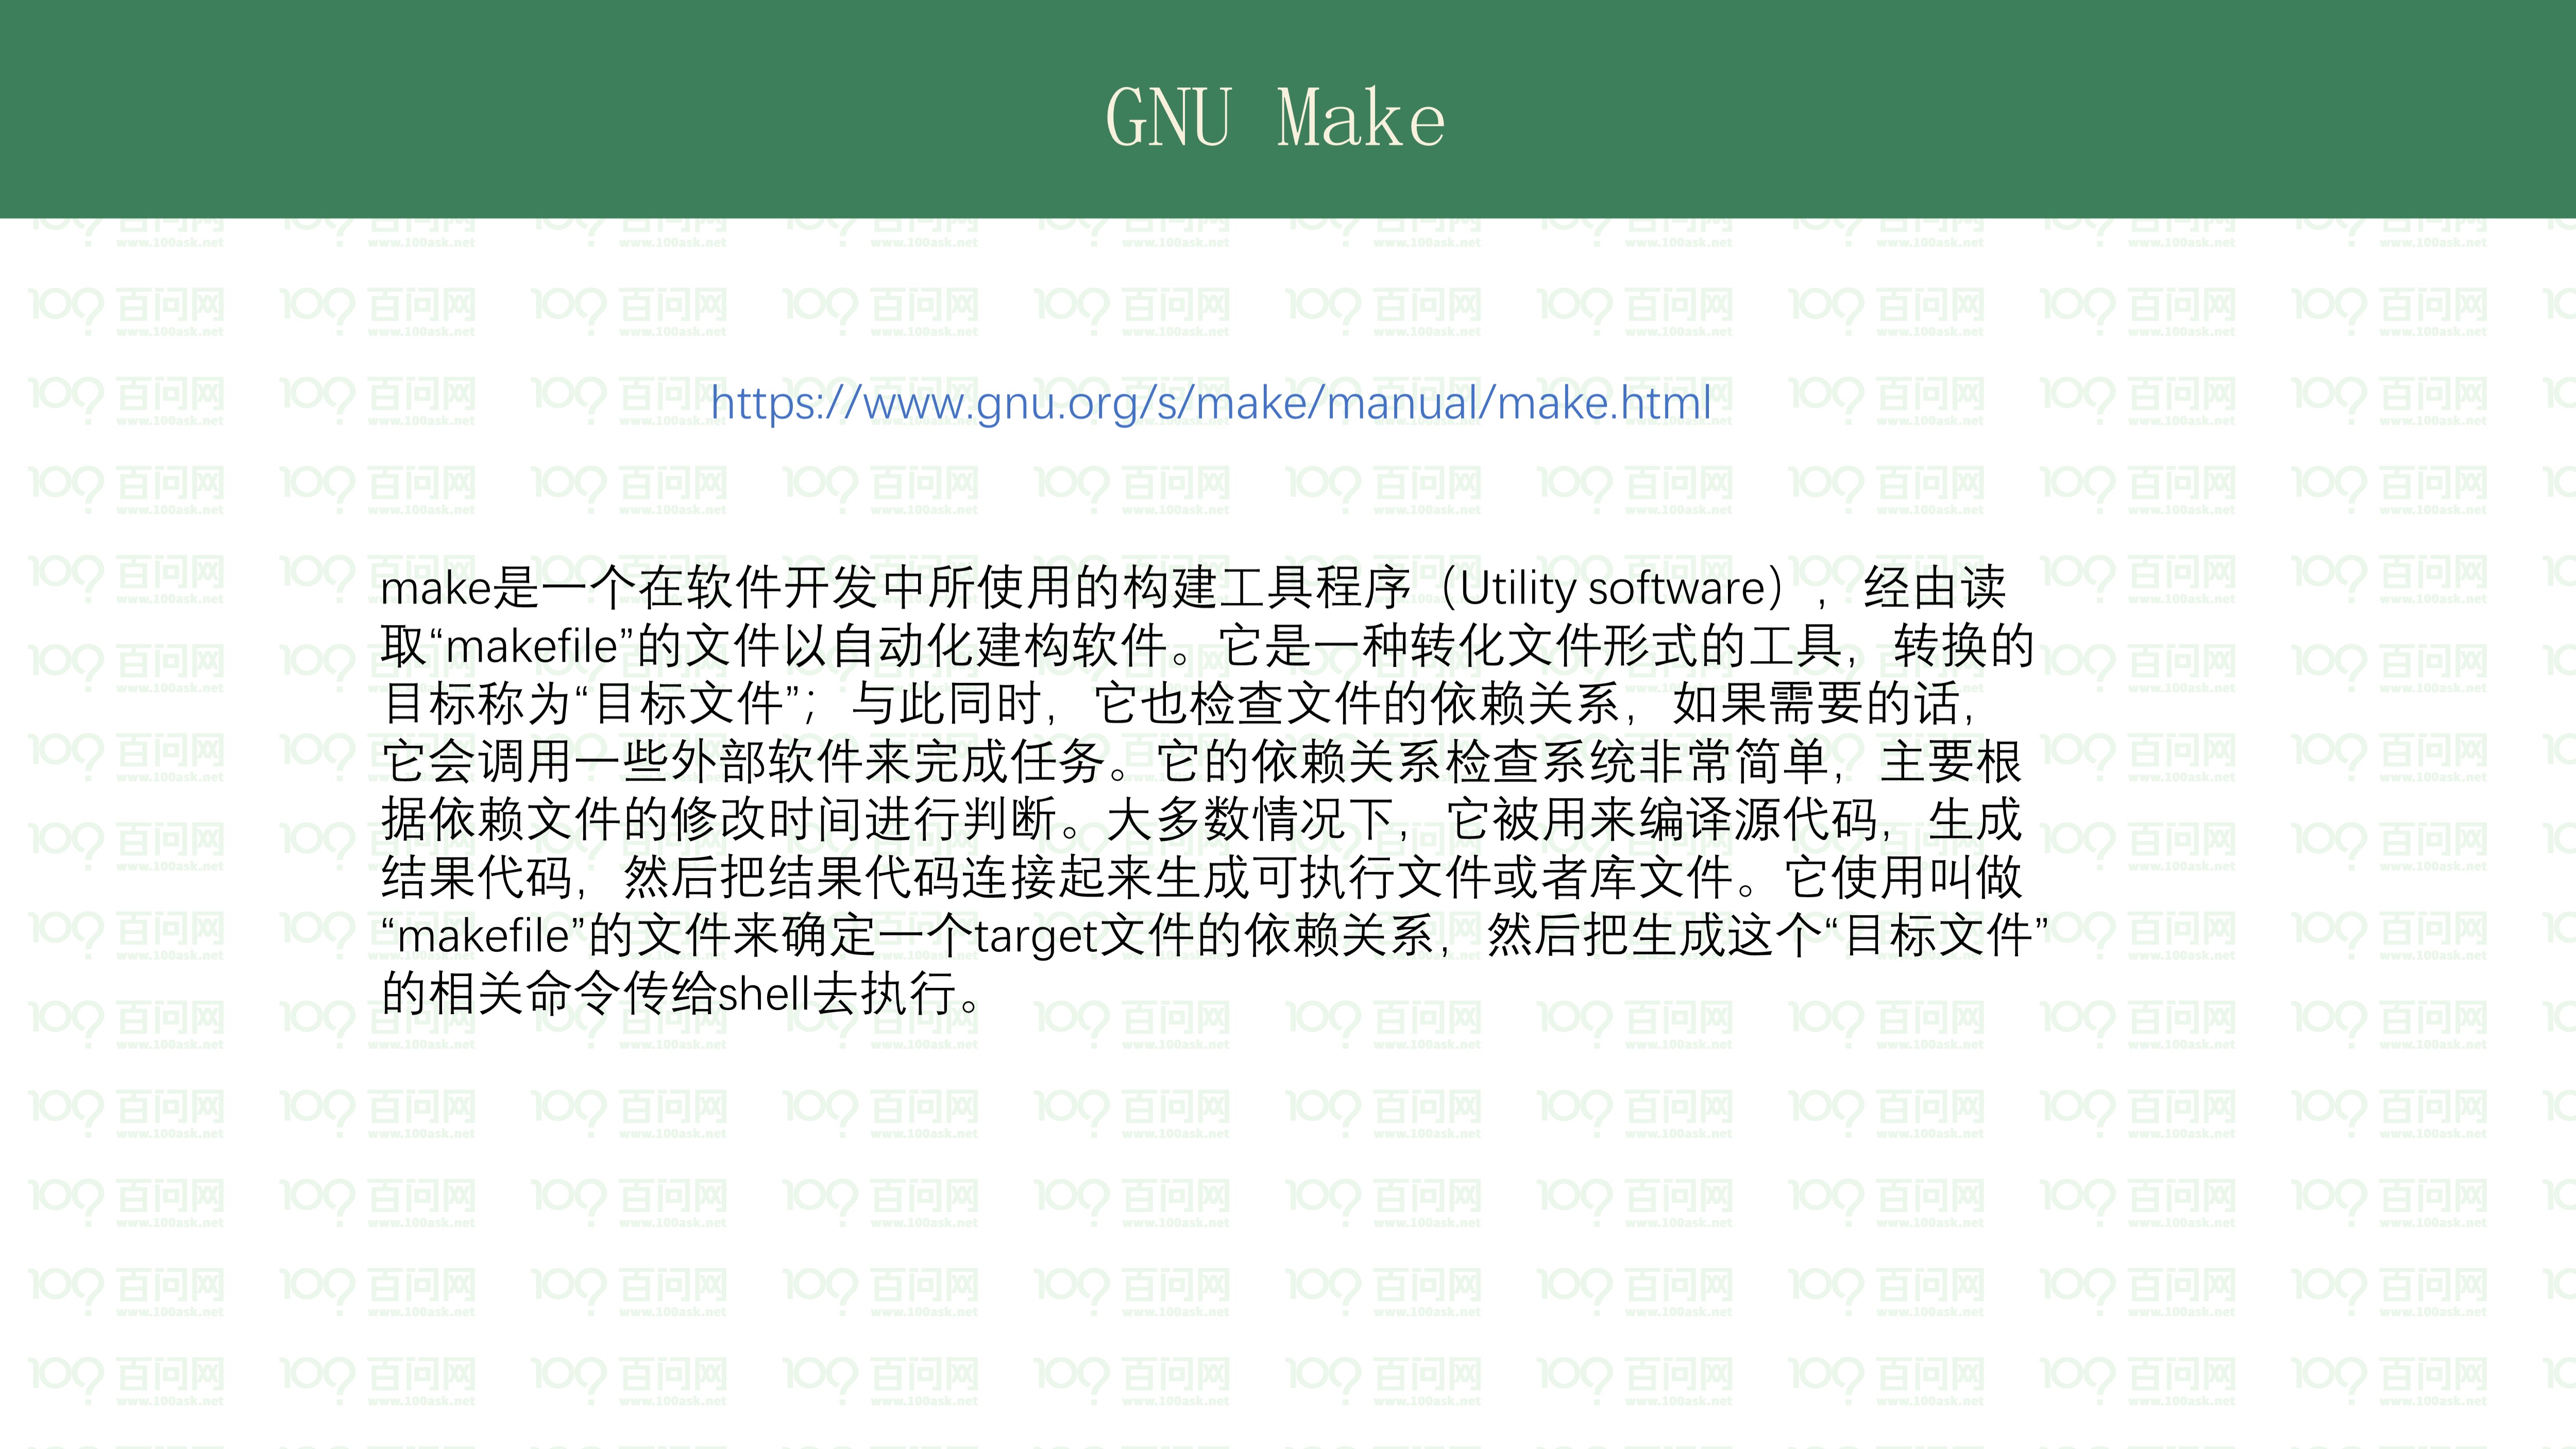 GNU Make
https://www.gnu.org/s/make/manual/make.html
make是一个在软件开发中所使用的构建工具程序（Utility software），经由读
取“makefile”的文件以自动化建构软件。它是一种转化文件形式的工具，转换的
目标称为“目标文件”；与此同时，它也检查文件的依赖关系，如果需要的话，
它会调用一些外部软件来完成任务。它的依赖关系检查系统非常简单，主要根
据依赖文件的修改时间进行判断。大多数情况下，它被用来编译源代码，生成
结果代码，然后把结果代码连接起来生成可执行文件或者库文件。它使用叫做
“makefile”的文件来确定一个target文件的依赖关系，然后把生成这个“目标文件”
的相关命令传给shell去执行。
百问网
www.100ask.net